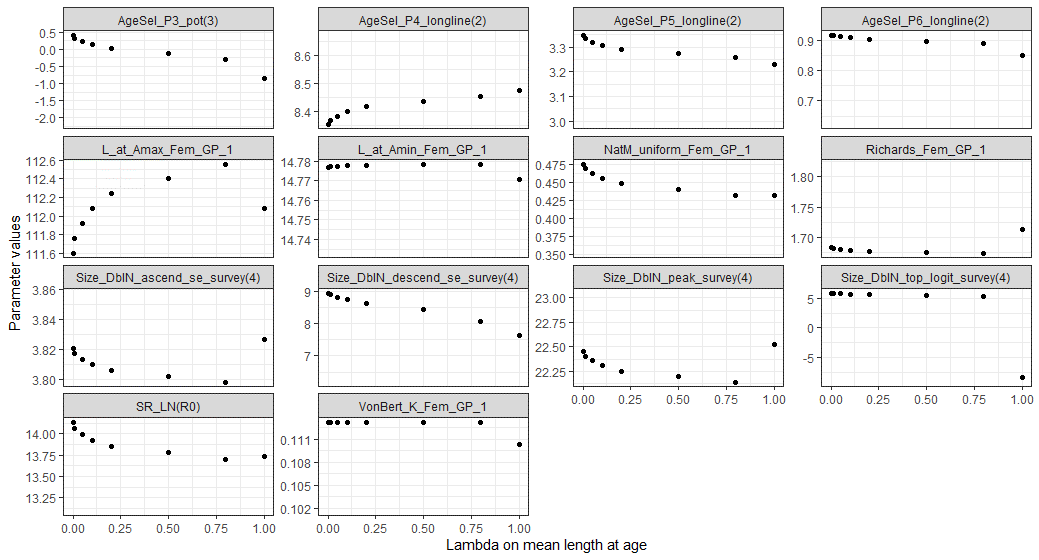 AgeSel_P3_pot(3)
AgeSel_P4_longline(2)
AgeSel_P5_longline(2)
AgeSel_P6_longline(2)
0.5
0.0
-0.5
-1.0
-1.5
-2.0
8.6
8.4
3.3
3.2
3.1
3.0
0.9
0.8
0.7
L_at_Amax_Fem_GP_1
L_at_Amin_Fem_GP_1
NatM_uniform_Fem_GP_1
Richards_Fem_GP_1
112.6
112.4
112.2
112.0
111.8
111.6
14.78
14.77
14.76
14.75
14.74
0.475
0.450
0.425
0.400
0.375
0.350
1.80
1.75
1.70
Parameter values
Size_DblN_ascend_se_survey(4)
Size_DblN_descend_se_survey(4)
Size_DblN_peak_survey(4)
Size_DblN_top_logit_survey(4)
3.86
3.84
3.82
3.80
9
8
7
23.00
22.75
22.50
22.25
5
0
-5
0.00 0.25 0.50 0.75 1.00
0.00 0.25 0.50 0.75 1.00
SR_LN(R0)
VonBert_K_Fem_GP_1
14.00
13.75
13.50
13.25
0.111
0.108
0.105
0.102
0.00 0.25 0.50 0.75 1.00
0.00 0.25 0.50 0.75 1.00
Lambda on mean length at age